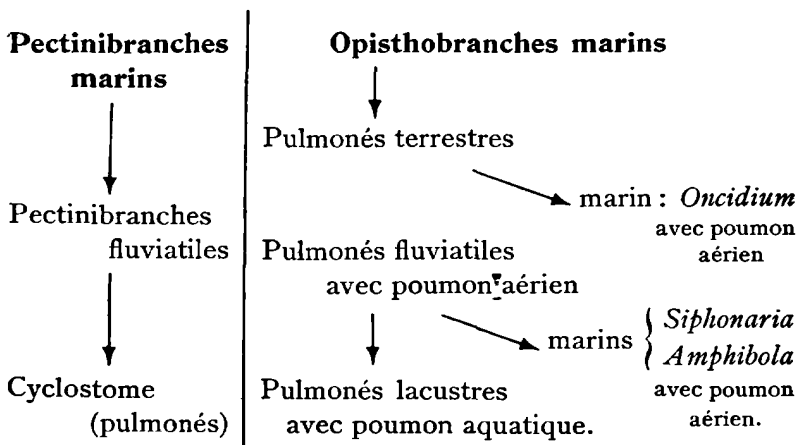 Pectinibranches
marins
Pectinibranches
fluviatiles
Cyclostome
(pulmonés)
Opisthobranches marins
Pulmonés terrestres
marin : Oncidium
avec poumon
aérien
Pulmonés fluviatiles
avec poumon aérien
marins { Siphonaria
Amphibola
avec poumon
aérien.
Pulmonés lacustres
avec poumon aquatique.